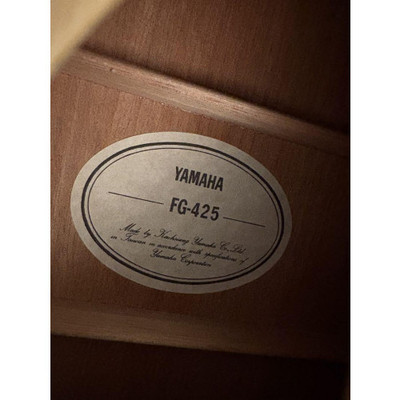 YAMAHA
FG-425
Made by Kaohsiung Yamaha Co., Ltd.
in Taiwan in accordance with specifications of
Yamaha Corporation